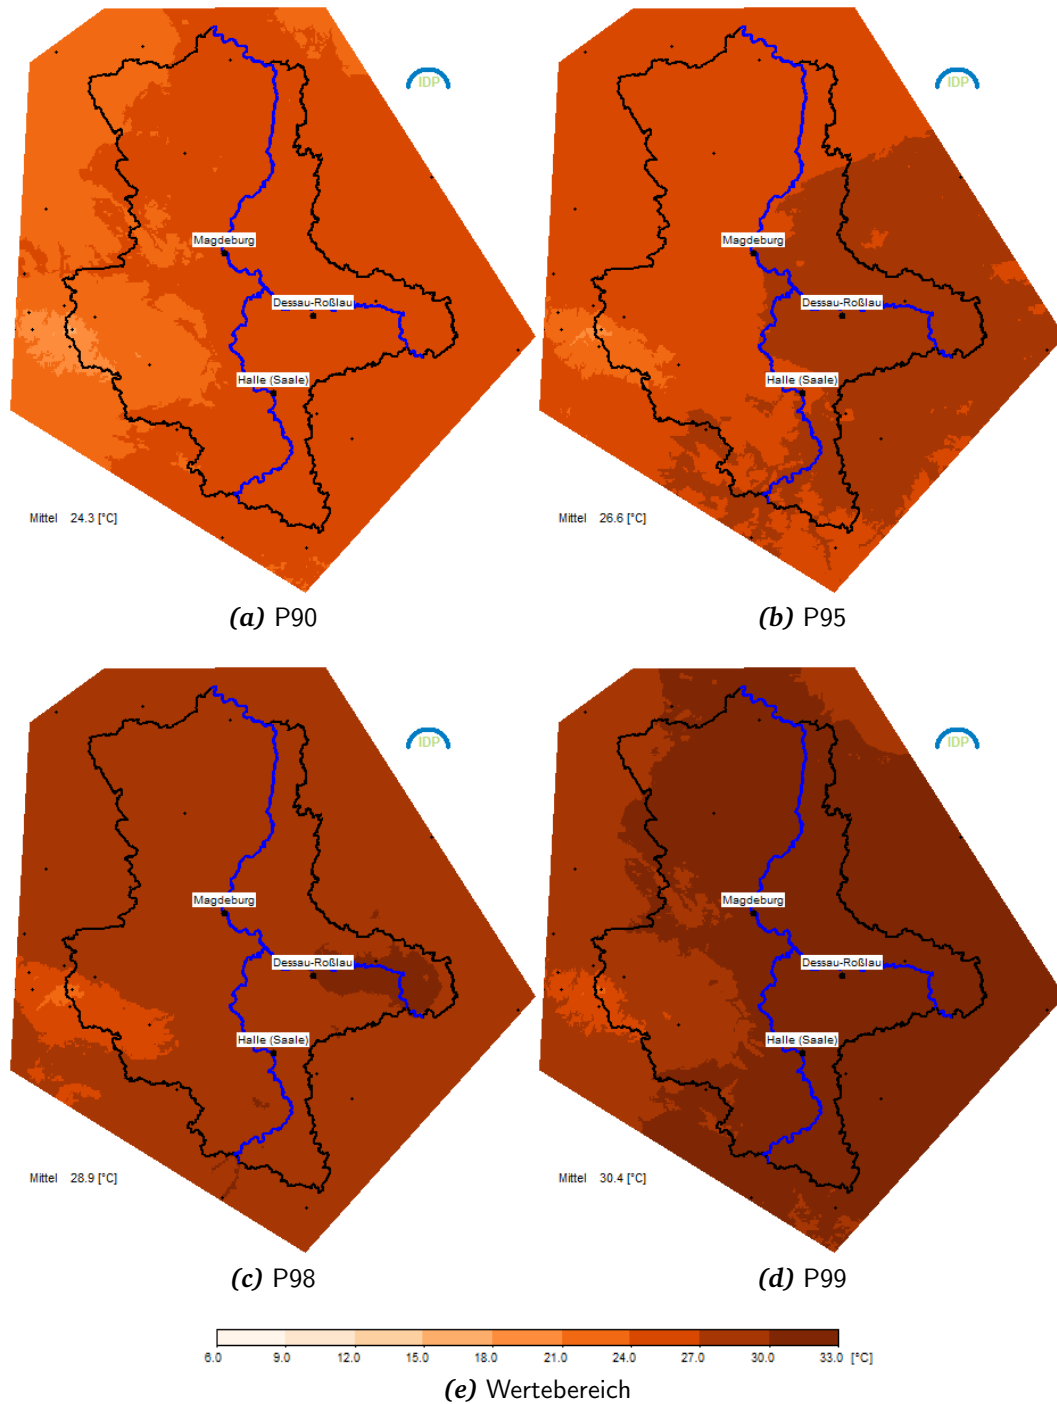 IDP
IDP
Magdeburg
Magdeburg
Dessau-Roßlau
Dessau-Roßlau
Halle (Saale)
Halle (Saale)
Mittel 24.3 [°C]
Mittel 26.6 [°C]
(a) P90
(b) P95
IDP
IDP
Magdeburg
Magdeburg
Dessau-Roßlau
Dessau-Roßlau
Halle (Saale)
Halle (Saale)
Mittel 28.9 [°C]
Mittel 30.4 [°C]
(c) P98
(d) P99
6.0 9.0 12.0 15.0 18.0 21.0 24.0 27.0 30.0 33.0 [°C]
(e) Wertebereich